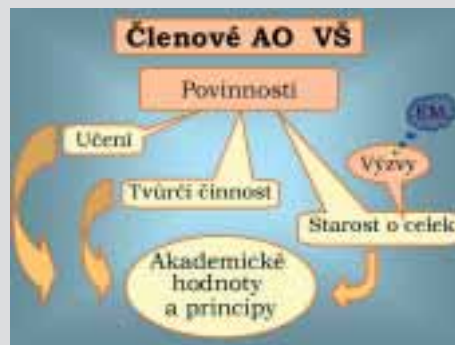 Členové AO VŠ
Povinnosti
Učení
Výzvy
Tvůrčí činnost
Starost o celek
Akademické
hodnoty
a principy